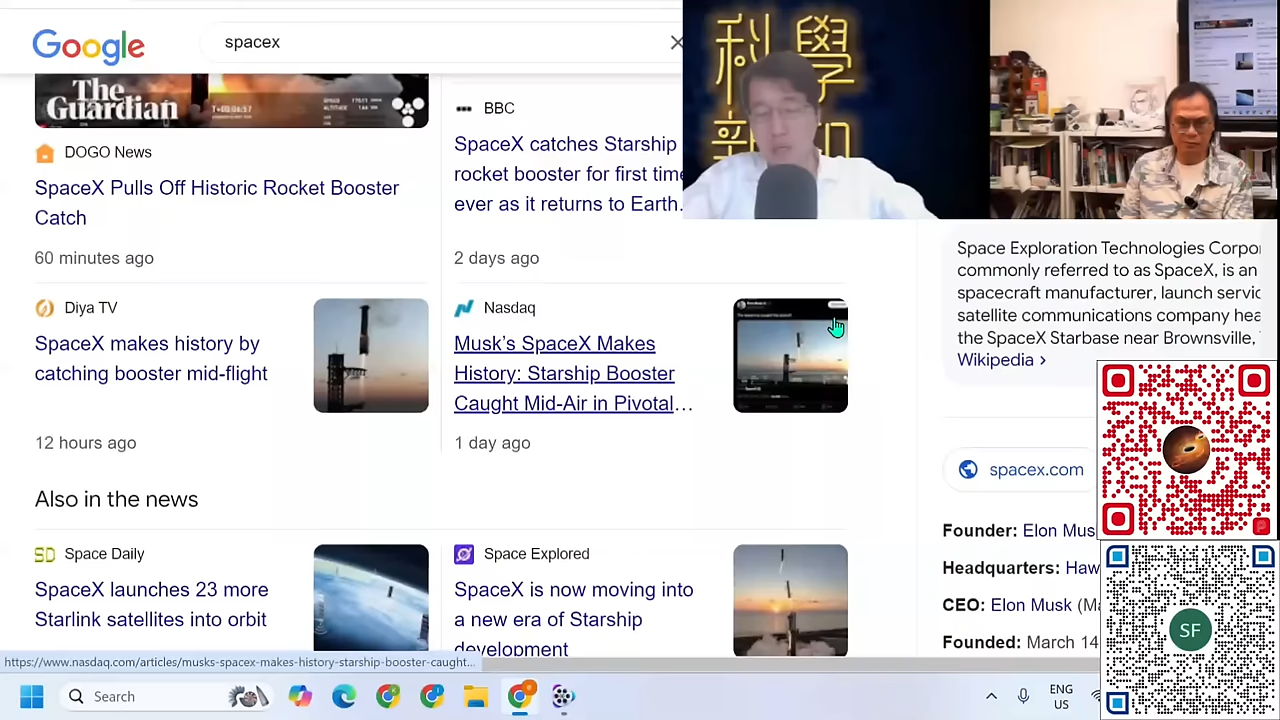 Google
spacex
科學
新知
The
Guardian
T+00:06:57
DOGO News
SpaceX Pulls Off Historic Rocket Booster
Catch
60 minutes ago
BBC
SpaceX catches Starship
rocket booster for first time
ever as it returns to Earth.
2 days ago
Diya TV
SpaceX makes history by
catching booster mid-flight
12 hours ago
Nasdaq
Musk's SpaceX Makes
History: Starship Booster
Caught Mid-Air in Pivotal...
1 day ago
Also in the news
Space Daily
SpaceX launches 23 more
Starlink satellites into orbit
Space Explored
SpaceX is now moving into
a new era of Starship
development
Space Exploration Technologies Corpo
commonly referred to as SpaceX, is an
spacecraft manufacturer, launch servic
satellite communications company hea
the SpaceX Starbase near Brownsville,
Wikipedia ›
spacex.com
Founder: Elon Mus
Headquarters: Haw
CEO: Elon Musk (Ma
Founded: March 14
SF
https://www.nasdaq.com/articles/musks-spacex-makes-history-starship-booster-caught...
Search
ENG
US